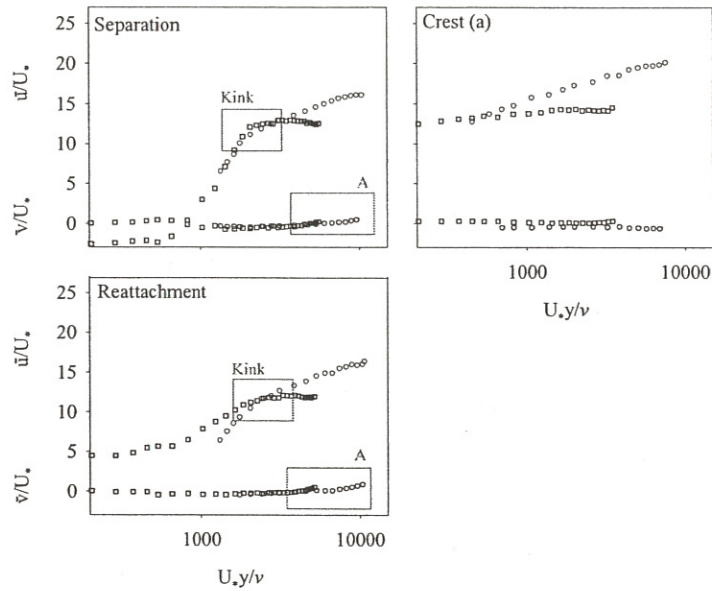 Separation
Crest (a)
ū/U*
25
20
15
10
5
0
v̄/U*
Kink
A
1000
10000
U*y/ν
Reattachment
ū/U*
25
20
15
10
5
0
v̄/U*
Kink
A
1000
10000
U*y/ν